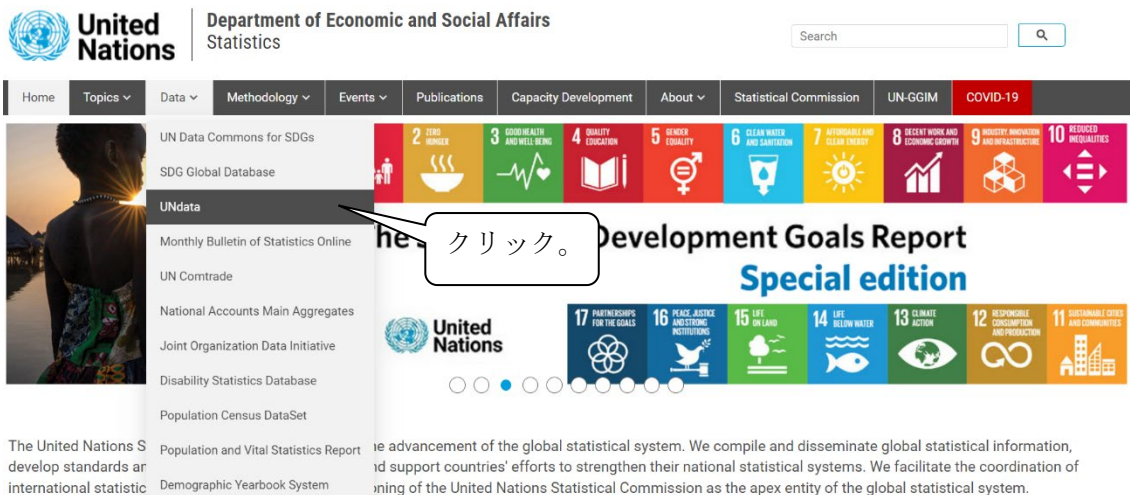 United
Nations
Department of Economic and Social Affairs
Statistics
Search
Home Topics Data Methodology Events Publications Capacity Development About Statistical Commission UN-GGIM COVID-19
UN Data Commons for SDGs
SDG Global Database
UNdata
Monthly Bulletin of Statistics Online
UN Comtrade
National Accounts Main Aggregates
Joint Organization Data Initiative
Disability Statistics Database
Population Census DataSet
Population and Vital Statistics Report
Demographic Yearbook System
2 ZERO
HUNGER
3 GOOD HEALTH
AND WELL-BEING
4 QUALITY
EDUCATION
5 GENDER
EQUALITY
6 CLEAN WATER
AND SANITATION
7 AFFORDABLE AND
CLEAN ENERGY
8 DECENT WORK AND
ECONOMIC GROWTH
9 INDUSTRY, INNOVATION
AND INFRASTRUCTURE
10 REDUCED
INEQUALITIES
クリック。
he Development Goals Report
Special edition
United
Nations
17 PARTNERSHIPS
FOR THE GOALS
16 PEACE, JUSTICE
AND STRONG
INSTITUTIONS
15 LIFE
ON LAND
14 LIFE
BELOW WATER
13 CLIMATE
ACTION
12 RESPONSIBLE
CONSUMPTION
AND PRODUCTION
11 SUSTAINABLE CITIES
AND COMMUNITIES
The United Nations S e advancement of the global statistical system. We compile and disseminate global statistical information,
develop standards an d support countries' efforts to strengthen their national statistical systems. We facilitate the coordination of
international statistic oning of the United Nations Statistical Commission as the apex entity of the global statistical system.